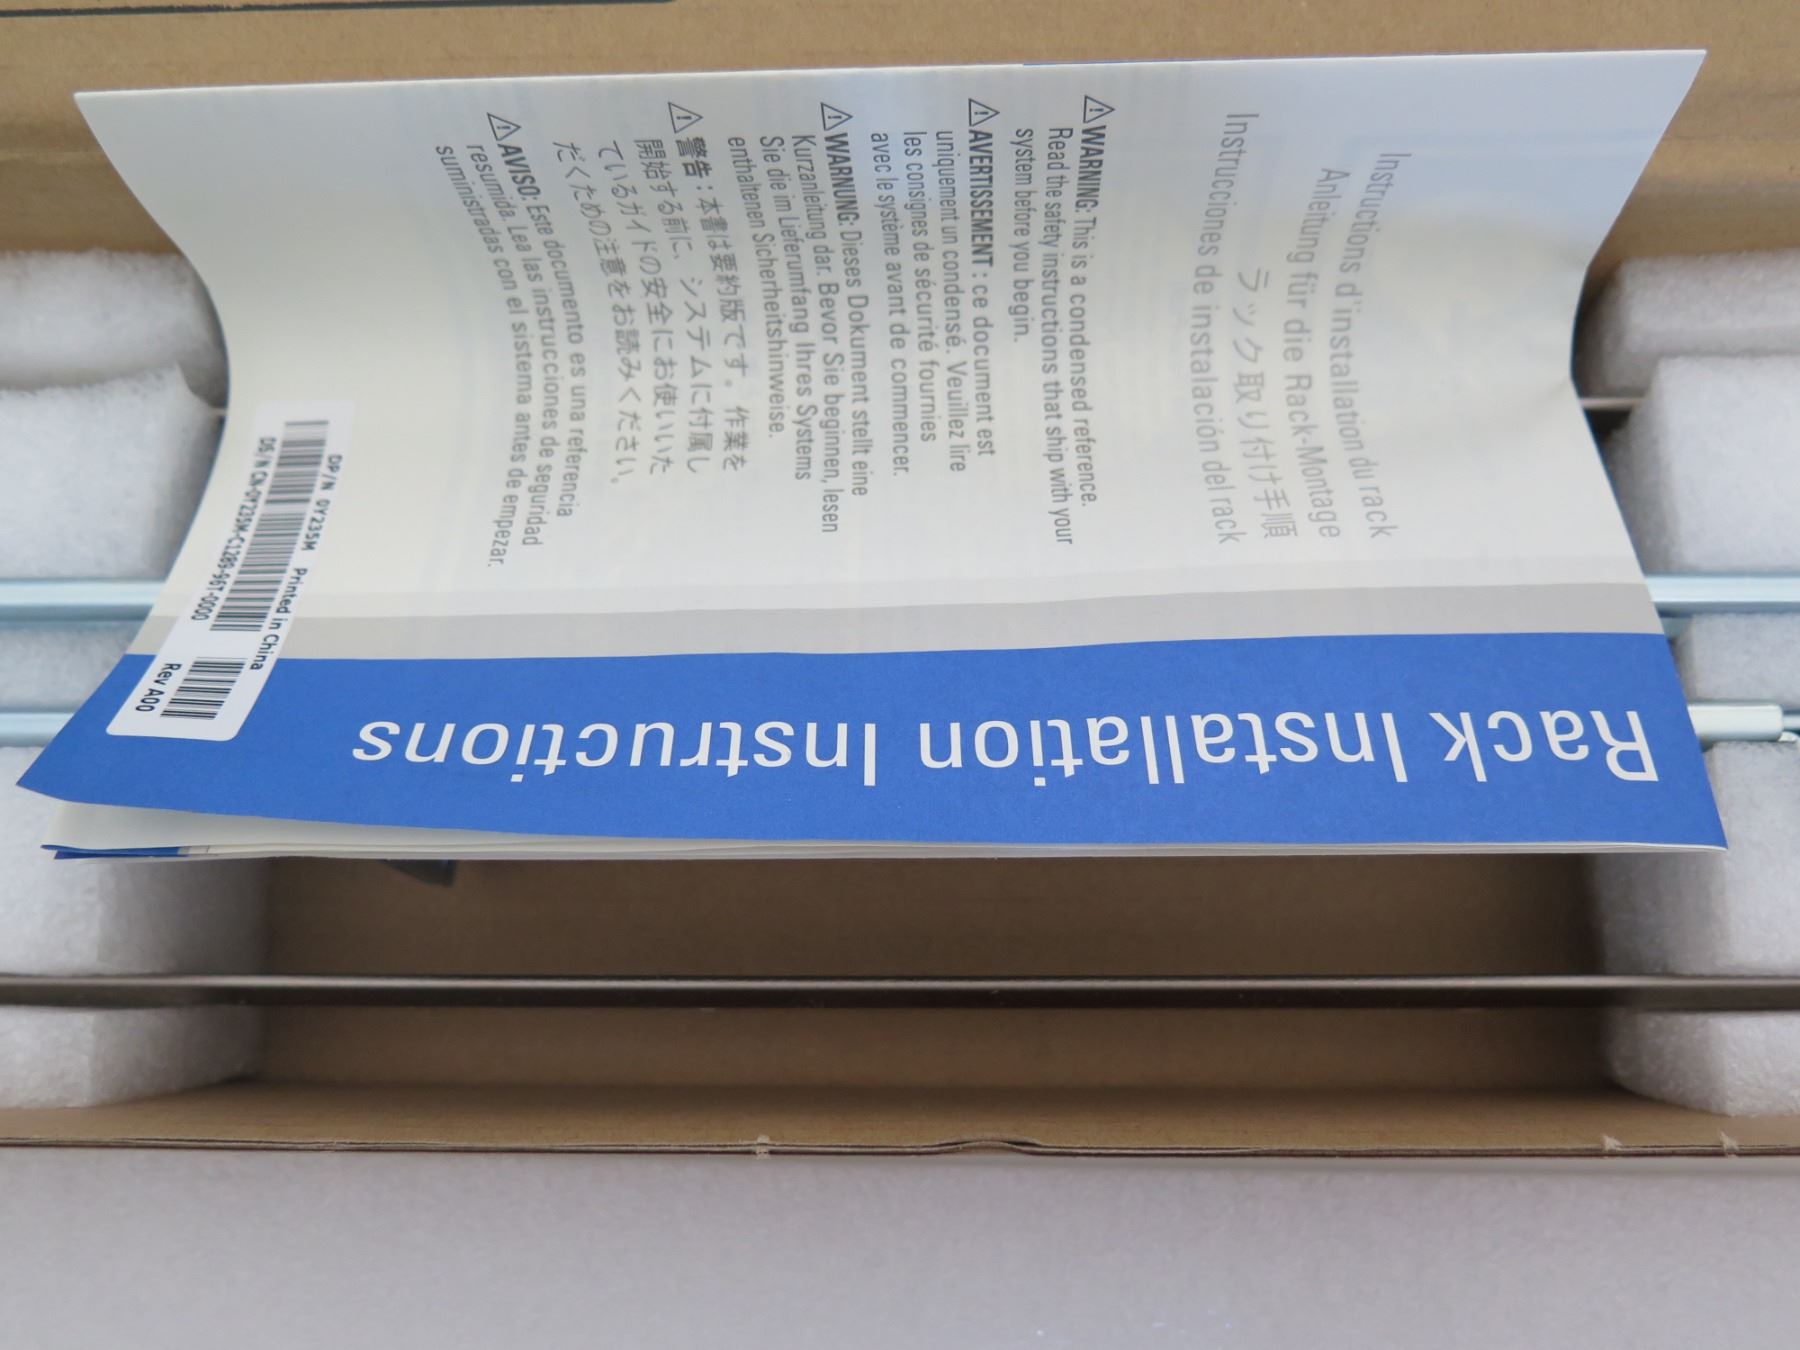 Rack Installation Instructions
Instructions d'installation du rack
Anleitung für die Rack-Montage
ラック取り付け手順
Instrucciones de instalación del rack
WARNING: This is a condensed reference.
Read the safety instructions that ship with your
system before you begin.
AVERTISSEMENT : ce document est
uniquement un condensé. Veuillez lire
les consignes de sécurité fournies
avec le système avant de commencer.
WARNUNG: Dieses Dokument stellt eine
Kurzanleitung dar. Bevor Sie beginnen, lesen
Sie die im Lieferumfang Ihres Systems
enthaltenen Sicherheitshinweise.
警告：本書は要約版です。作業を
開始する前に、システムに付属し
ているガイドの安全にお使いいた
だくための注意をお読みください。
AVISO: Este documento es una referencia
resumida. Lea las instrucciones de seguridad
suministradas con el sistema antes de empezar.
DP/N 0Y235M Printed in China
DS/N CN-0Y235M-C1289-96T-0000 Rev A00